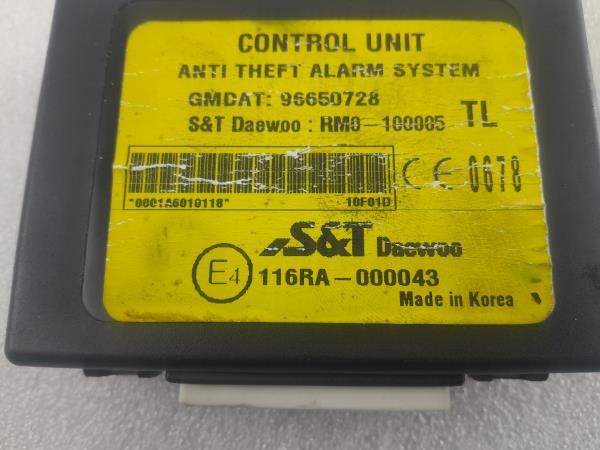 CONTROL UNIT
ANTI THEFT ALARM SYSTEM
GMDAT: 96650728
S&T Daewoo : RM0-100005 TL
*0001A6010118* 10F01D
CE 0678
S&T Daewoo
E4 116RA-000043
Made in Korea